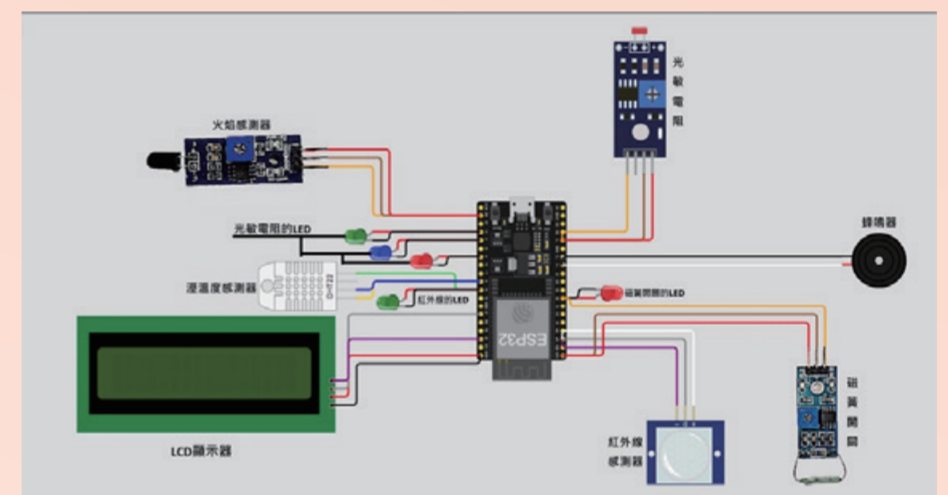 火焰感測器
光敏電阻
光敏電阻的LED
蜂鳴器
溼溫度感測器
DHT22
紅外線的LED
磁簧開關的LED
ESP32
LCD顯示器
紅外線
感測器
磁簧開關